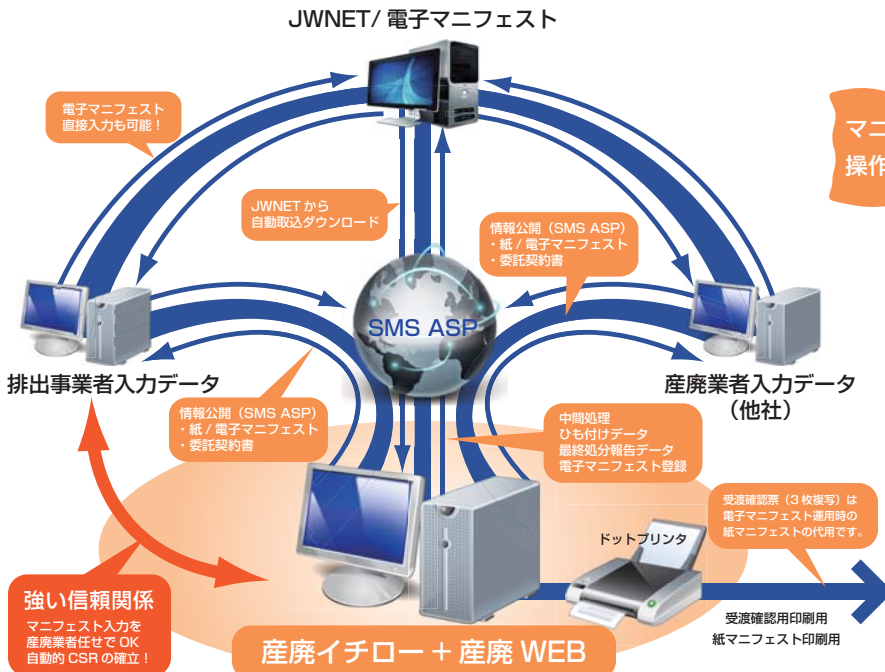 JWNET/ 電子マニフェスト
電子マニフェスト
直接入力も可能！
マニ
操作
JWNET から
自動取込ダウンロード
情報公開（SMS ASP）
・紙 / 電子マニフェスト
・委託契約書
SMS ASP
排出事業者入力データ
産廃業者入力データ
（他社）
情報公開（SMS ASP）
・紙 / 電子マニフェスト
・委託契約書
中間処理
ひも付けデータ
最終処分報告データ
電子マニフェスト登録
受渡確認票（3 枚複写）は
電子マニフェスト運用時の
紙マニフェストの代用です。
ドットプリンタ
強い信頼関係
マニフェスト入力を
産廃業者任せで OK
自動的 CSR の確立！
受渡確認用印刷用
紙マニフェスト印刷用
産廃イチロー + 産廃 WEB